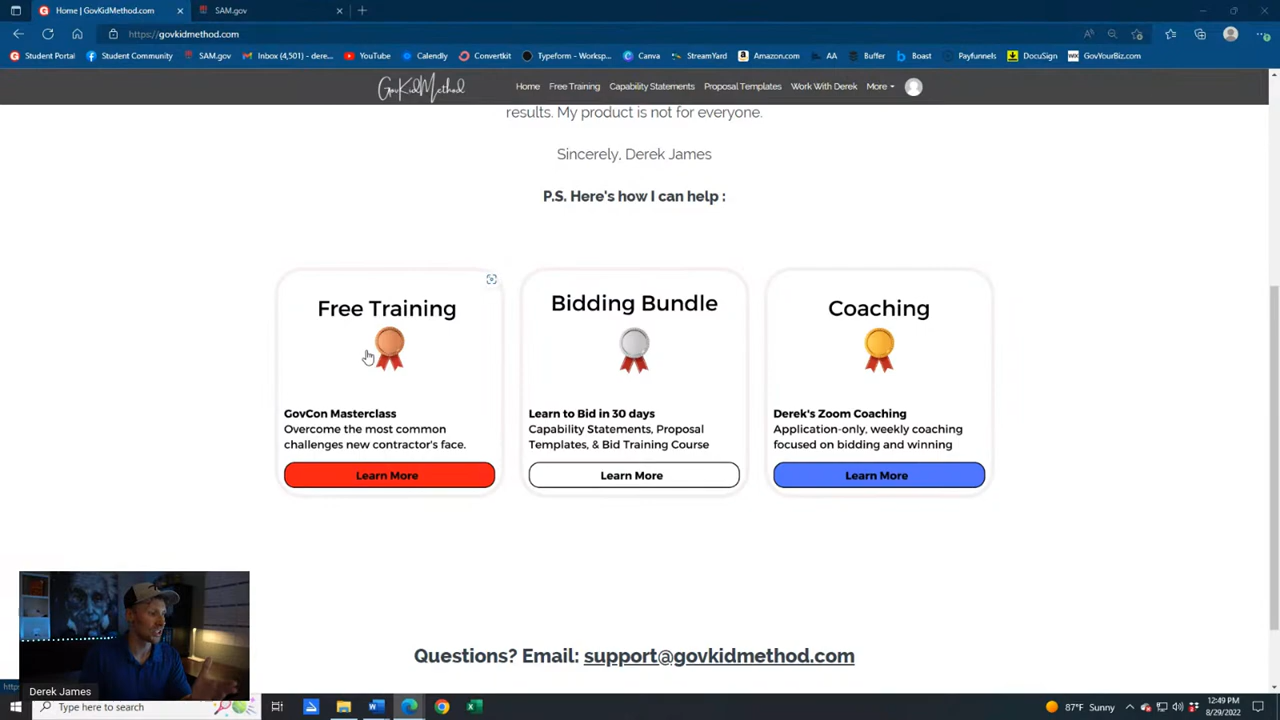 Home | GovKidMethod.com
SAM.gov
https://govkidmethod.com
Student Portal
Student Community
SAM.gov
Inbox (4,501) - dere...
YouTube
Calendly
Convertkit
Typeform - Worksp...
Canva
StreamYard
Amazon.com
AA
Buffer
Boast
Payfunnels
DocuSign
GovYourBiz.com
GovKidMethod
Home
Free Training
Capability Statements
Proposal Templates
Work With Derek
More
results. My product is not for everyone.
Sincerely, Derek James
P.S. Here's how I can help :
Free Training
GovCon Masterclass
Overcome the most common
challenges new contractor's face.
Learn More
Bidding Bundle
Learn to Bid in 30 days
Capability Statements, Proposal
Templates, & Bid Training Course
Learn More
Coaching
Derek's Zoom Coaching
Application-only, weekly coaching
focused on bidding and winning
Learn More
Questions? Email: support@govkidmethod.com
Derek James
Type here to search
87°F Sunny
12:49 PM
8/29/2022